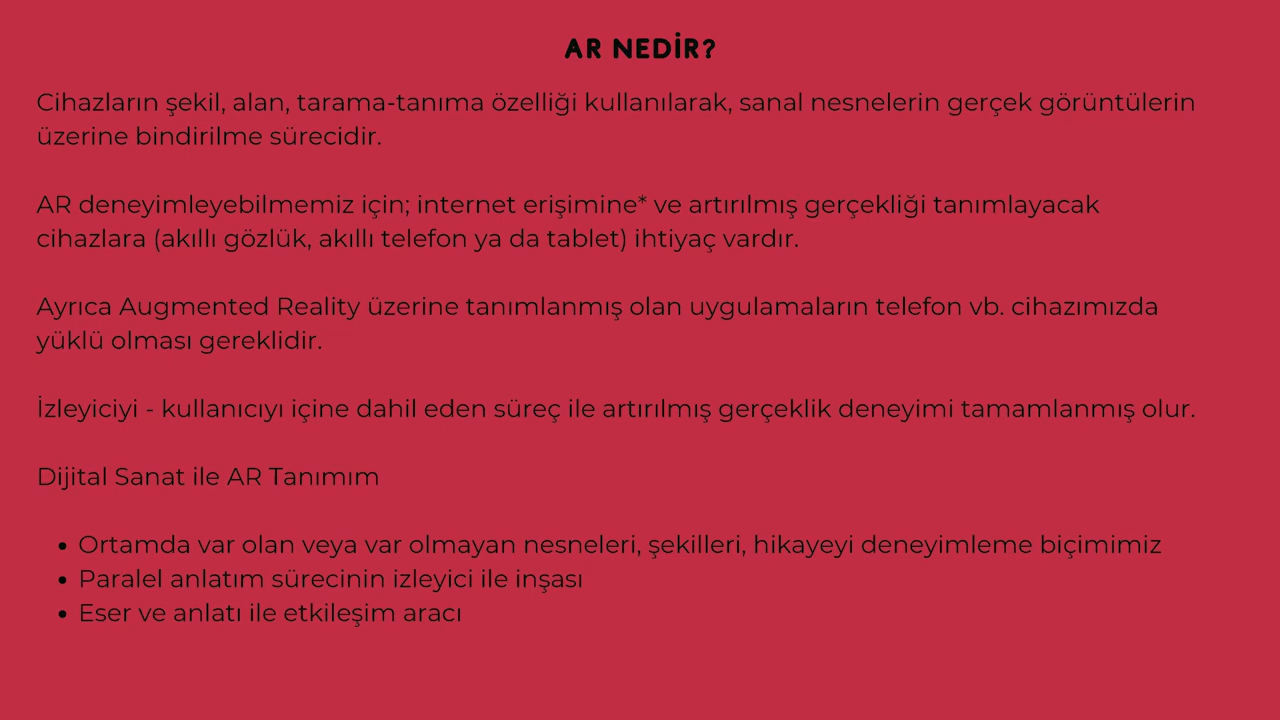 AR NEDİR?
Cihazların şekil, alan, tarama-tanıma özelliği kullanılarak, sanal nesnelerin gerçek görüntülerin
üzerine bindirilme sürecidir.
AR deneyimleyebilmemiz için; internet erişimine* ve artırılmış gerçekliği tanımlayacak
cihazlara (akıllı gözlük, akıllı telefon ya da tablet) ihtiyaç vardır.
Ayrıca Augmented Reality üzerine tanımlanmış olan uygulamaların telefon vb. cihazımızda
yüklü olması gereklidir.
İzleyiciyi - kullanıcıyı içine dahil eden süreç ile artırılmış gerçeklik deneyimi tamamlanmış olur.
Dijital Sanat ile AR Tanımım
• Ortamda var olan veya var olmayan nesneleri, şekilleri, hikayeyi deneyimleme biçimimiz
• Paralel anlatım sürecinin izleyici ile inşası
• Eser ve anlatı ile etkileşim aracı